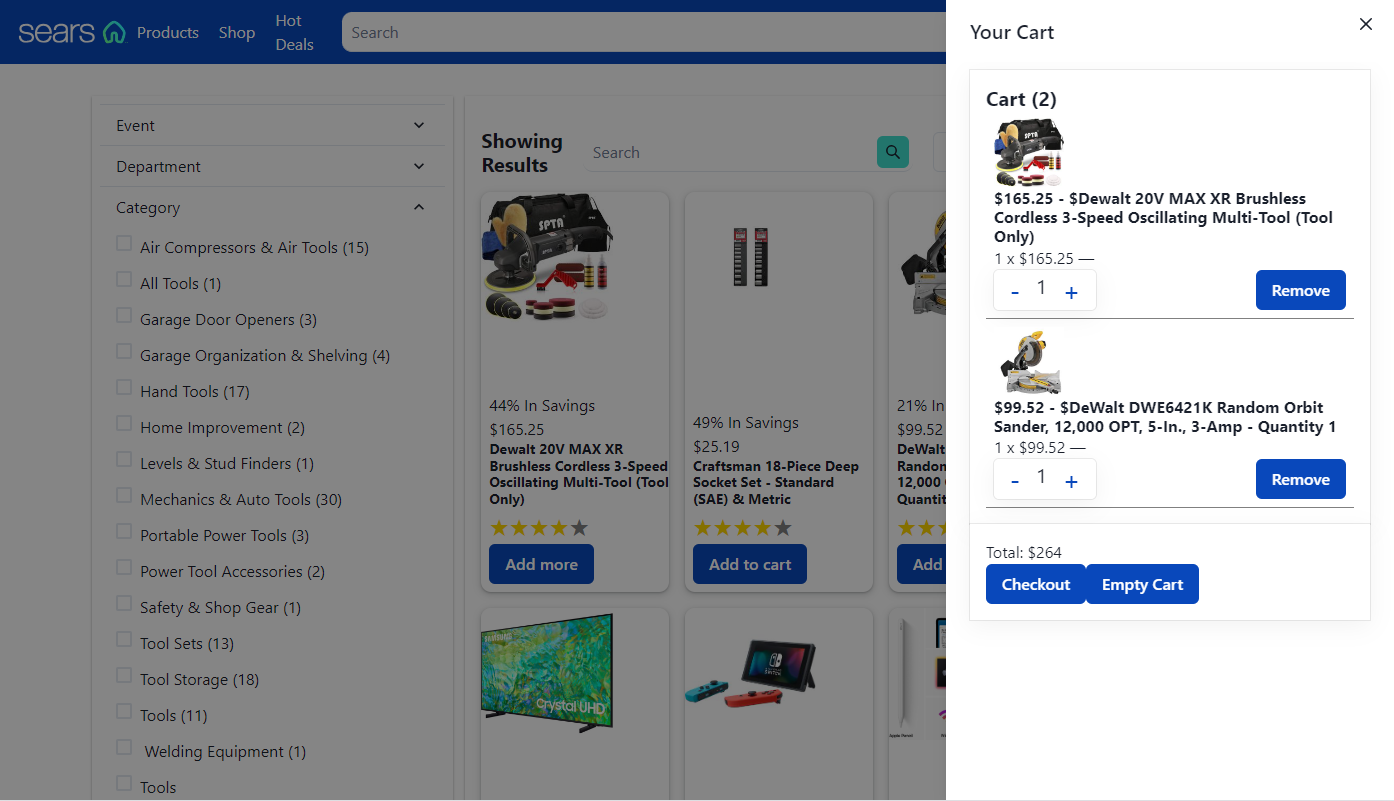 sears
Products
Shop
Hot
Deals
Search
Event
Department
Category
Air Compressors & Air Tools (15)
All Tools (1)
Garage Door Openers (3)
Garage Organization & Shelving (4)
Hand Tools (17)
Home Improvement (2)
Levels & Stud Finders (1)
Mechanics & Auto Tools (30)
Portable Power Tools (3)
Power Tool Accessories (2)
Safety & Shop Gear (1)
Tool Sets (13)
Tool Storage (18)
Tools (11)
Welding Equipment (1)
Tools
Showing
Results
Search
SPTA
44% In Savings
$165.25
Dewalt 20V MAX XR
Brushless Cordless 3-Speed
Oscillating Multi-Tool (Tool
Only)
Add more
49% In Savings
$25.19
Craftsman 18-Piece Deep
Socket Set - Standard
(SAE) & Metric
Add to cart
21% In
$99.52
DeWalt
Random
12,000
Quantit
Add
SAMSUNG
Crystal UHD
SWITCH
Apple Pencil
Your Cart
Cart (2)
SPTA
$165.25 - $Dewalt 20V MAX XR Brushless
Cordless 3-Speed Oscillating Multi-Tool (Tool
Only)
1 x $165.25 —
- 1 +
Remove
$99.52 - $DeWalt DWE6421K Random Orbit
Sander, 12,000 OPT, 5-In., 3-Amp - Quantity 1
1 x $99.52 —
- 1 +
Remove
Total: $264
Checkout
Empty Cart